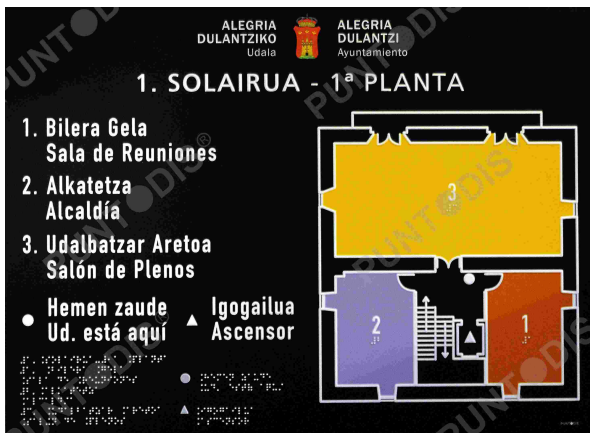 ALEGRIA
DULANTZIKO
Udala
ALEGRIA
DULANTZI
Ayuntamiento
1. SOLAIRUA - 1ª PLANTA
1. Bilera Gela
Sala de Reuniones
2. Alkatetza
Alcaldía
3. Udalbatzar Aretoa
Salón de Plenos
Hemen zaude
Ud. está aquí
Igogailua
Ascensor
3
2
1
PUNTODIS